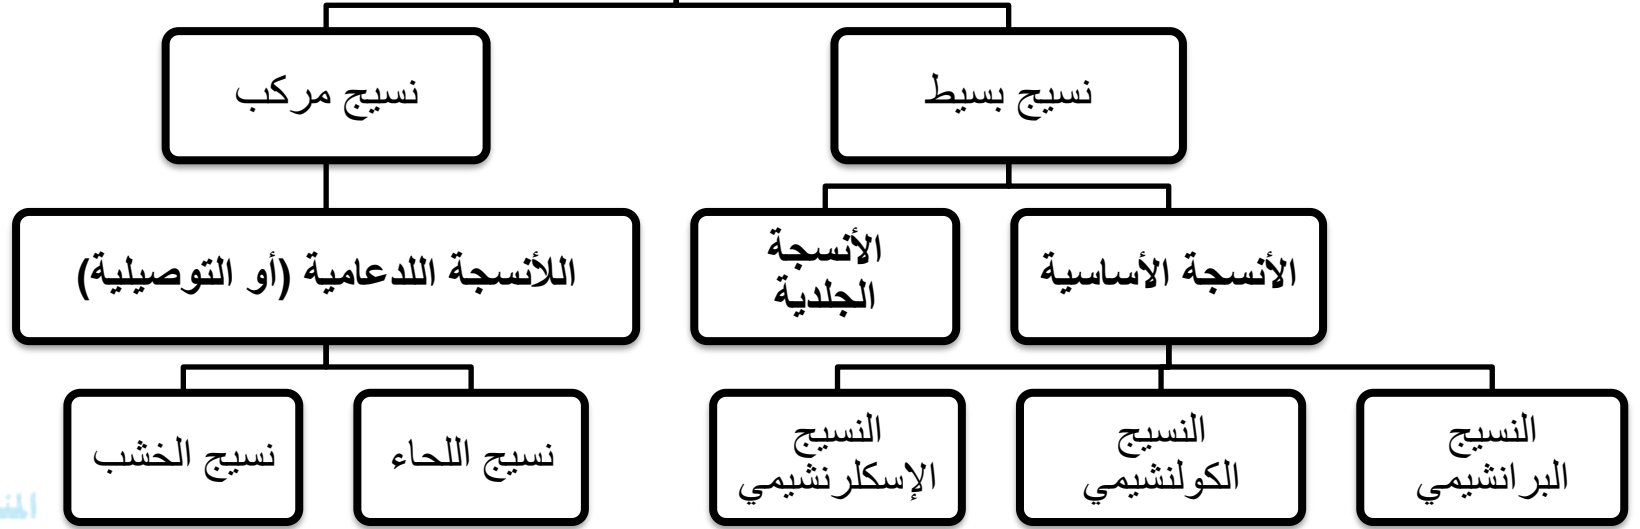 نسيج بسيط
نسيج مركب
الأنسجة الأساسية
الأنسجة
الجلدية
اللأنسجة اللدعامية (أو التوصيلية)
النسيج
البرانشيمي
النسيج
الكولنشيمي
النسيج
الإسكلرنشيمي
نسيج اللحاء
نسيج الخشب